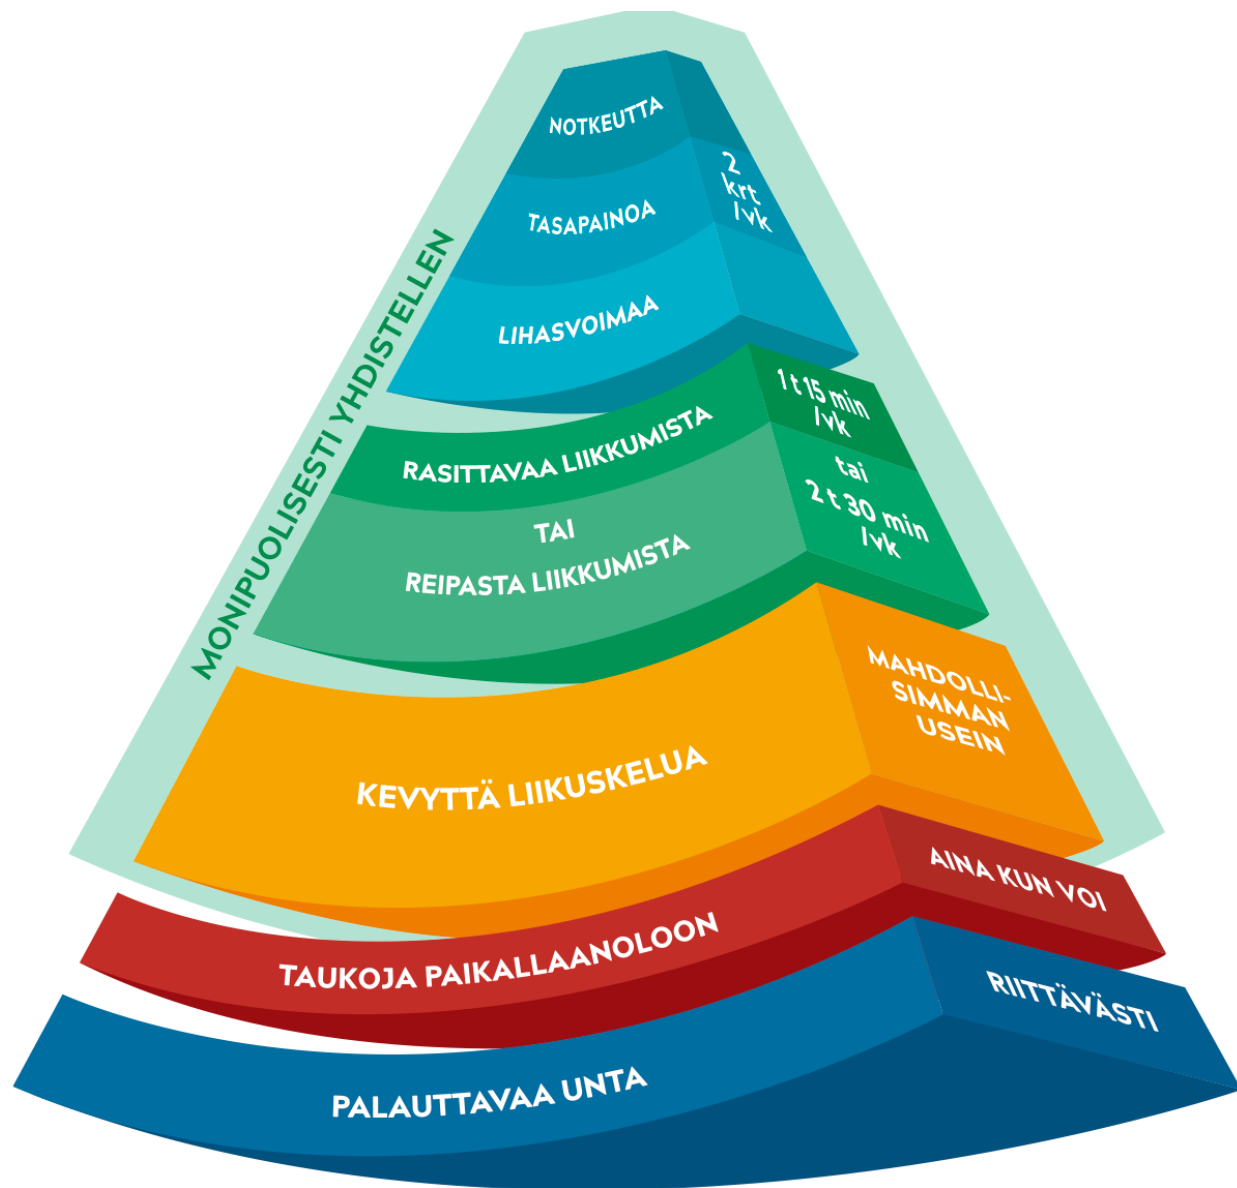 NOTKEUTTA
TASAPAINOA
LIHASVOIMAA
2
krt
/vk
MONIPUOLISESTI YHDISTELLEN
RASITTAVAA LIIKKUMISTA
1 t 15 min
/vk
TAI
REIPASTA LIIKKUMISTA
tai
2 t 30 min
/vk
KEVYTTÄ LIIKUSKELUA
MAHDOLLI-
SIMMAN
USEIN
TAUKOJA PAIKALLAANOLOON
AINA KUN VOI
PALAUTTAVAA UNTA
RIITTÄVÄSTI